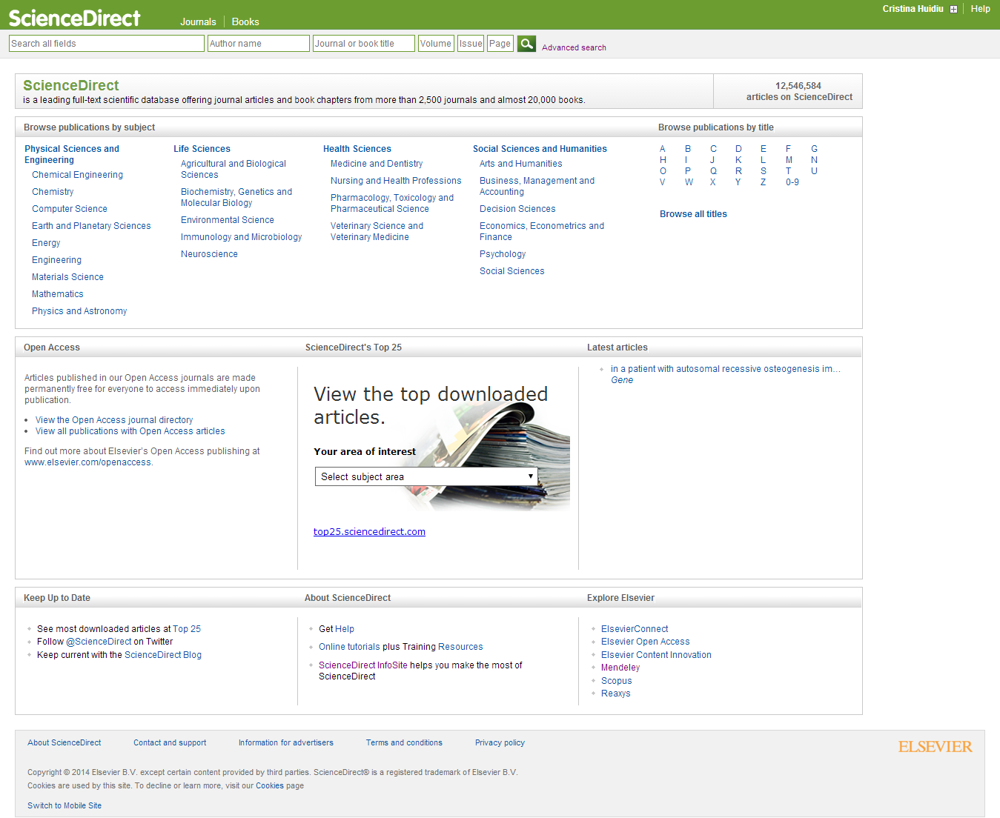 ScienceDirect
Journals
Books
Cristina Huidiu
Help
Search all fields
Author name
Journal or book title
Volume
Issue
Page
Advanced search
ScienceDirect
is a leading full-text scientific database offering journal articles and book chapters from more than 2,500 journals and almost 20,000 books.
12,546,584
articles on ScienceDirect
Browse publications by subject
Physical Sciences and
Engineering
Chemical Engineering
Chemistry
Computer Science
Earth and Planetary Sciences
Energy
Engineering
Materials Science
Mathematics
Physics and Astronomy
Life Sciences
Agricultural and Biological
Sciences
Biochemistry, Genetics and
Molecular Biology
Environmental Science
Immunology and Microbiology
Neuroscience
Health Sciences
Medicine and Dentistry
Nursing and Health Professions
Pharmacology, Toxicology and
Pharmaceutical Science
Veterinary Science and
Veterinary Medicine
Social Sciences and Humanities
Arts and Humanities
Business, Management and
Accounting
Decision Sciences
Economics, Econometrics and
Finance
Psychology
Social Sciences
Browse publications by title
A B C D E F G
H I J K L M N
O P Q R S T U
V W X Y Z 0-9
Browse all titles
Open Access
Articles published in our Open Access journals are made
permanently free for everyone to access immediately upon
publication.
View the Open Access journal directory
View all publications with Open Access articles
Find out more about Elsevier's Open Access publishing at
www.elsevier.com/openaccess.
ScienceDirect's Top 25
View the top downloaded
articles.
Your area of interest
Select subject area
top25.sciencedirect.com
Latest articles
in a patient with autosomal recessive osteogenesis im...
Gene
Keep Up to Date
See most downloaded articles at Top 25
Follow @ScienceDirect on Twitter
Keep current with the ScienceDirect Blog
About ScienceDirect
Get Help
Online tutorials plus Training Resources
ScienceDirect InfoSite helps you make the most of
ScienceDirect
Explore Elsevier
ElsevierConnect
Elsevier Open Access
Elsevier Content Innovation
Mendeley
Scopus
Reaxys
About ScienceDirect
Contact and support
Information for advertisers
Terms and conditions
Privacy policy
ELSEVIER
Copyright © 2014 Elsevier B.V. except certain content provided by third parties. ScienceDirect® is a registered trademark of Elsevier B.V.
Cookies are used by this site. To decline or learn more, visit our Cookies page
Switch to Mobile Site